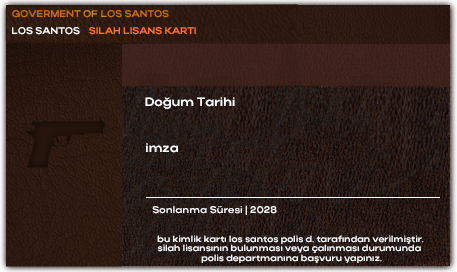 GOVERMENT OF LOS SANTOS
LOS SANTOS SILAH LISANS KARTI
Doğum Tarihi
imza
Sonlanma Süresi | 2028
bu kimlik kartı los santos polis d. tarafından verilmiştir.
silah lisansının bulunması veya çalınması durumunda
polis departmanına başvuru yapınız.